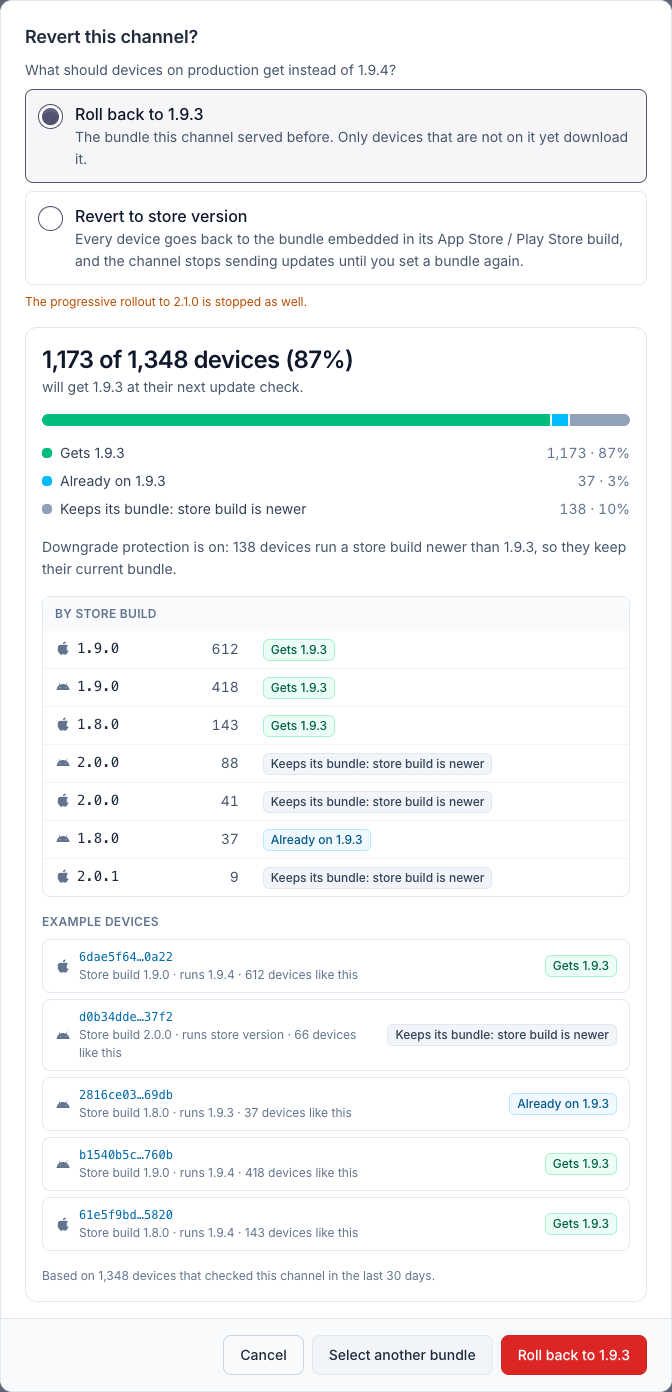 Revert this channel?
What should devices on production get instead of 1.9.4?
Roll back to 1.9.3
The bundle this channel served before. Only devices that are not on it yet download
it.
Revert to store version
Every device goes back to the bundle embedded in its App Store / Play Store build,
and the channel stops sending updates until you set a bundle again.
The progressive rollout to 2.1.0 is stopped as well.
1,173 of 1,348 devices (87%)
will get 1.9.3 at their next update check.
Gets 1.9.3 1,173 · 87%
Already on 1.9.3 37 · 3%
Keeps its bundle: store build is newer 138 · 10%
Downgrade protection is on: 138 devices run a store build newer than 1.9.3, so they keep
their current bundle.
BY STORE BUILD
1.9.0 612 Gets 1.9.3
1.9.0 418 Gets 1.9.3
1.8.0 143 Gets 1.9.3
2.0.0 88 Keeps its bundle: store build is newer
2.0.0 41 Keeps its bundle: store build is newer
1.8.0 37 Already on 1.9.3
2.0.1 9 Keeps its bundle: store build is newer
EXAMPLE DEVICES
6dae5f64…0a22
Store build 1.9.0 · runs 1.9.4 · 612 devices like this
Gets 1.9.3
d0b34dde…37f2
Store build 2.0.0 · runs store version · 66 devices
like this
Keeps its bundle: store build is newer
2816ce03…69db
Store build 1.8.0 · runs 1.9.3 · 37 devices like this
Already on 1.9.3
b1540b5c…760b
Store build 1.9.0 · runs 1.9.4 · 418 devices like this
Gets 1.9.3
61e5f9bd…5820
Store build 1.8.0 · runs 1.9.4 · 143 devices like this
Gets 1.9.3
Based on 1,348 devices that checked this channel in the last 30 days.
Cancel
Select another bundle
Roll back to 1.9.3